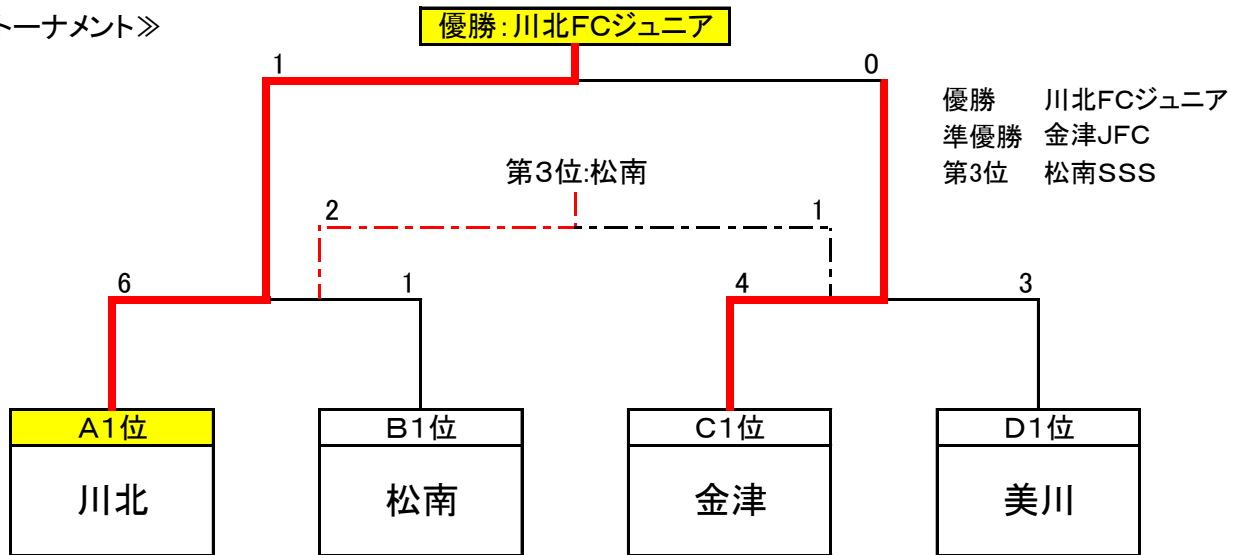 トーナメント≫
優勝:川北FCジュニア
1
0
優勝 川北FCジュニア
準優勝 金津JFC
第3位 松南SSS
第3位:松南
2
1
6
1
4
3
A1位
B1位
C1位
D1位
川北
松南
金津
美川